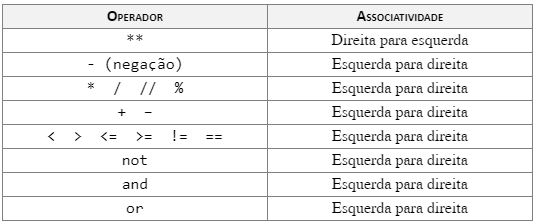 Operador Associatividade
** Direita para esquerda
- (negação) Esquerda para direita
* / // % Esquerda para direita
+ – Esquerda para direita
< > <= >= != == Esquerda para direita
not Esquerda para direita
and Esquerda para direita
or Esquerda para direita